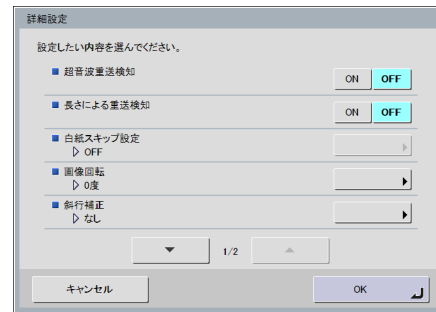 詳細設定
設定したい内容を選んでください。
超音波重送検知
ON OFF
長さによる重送検知
ON OFF
白紙スキップ設定
▷ OFF
画像回転
▷ 0度
斜行補正
▷ なし
1/2
キャンセル
OK